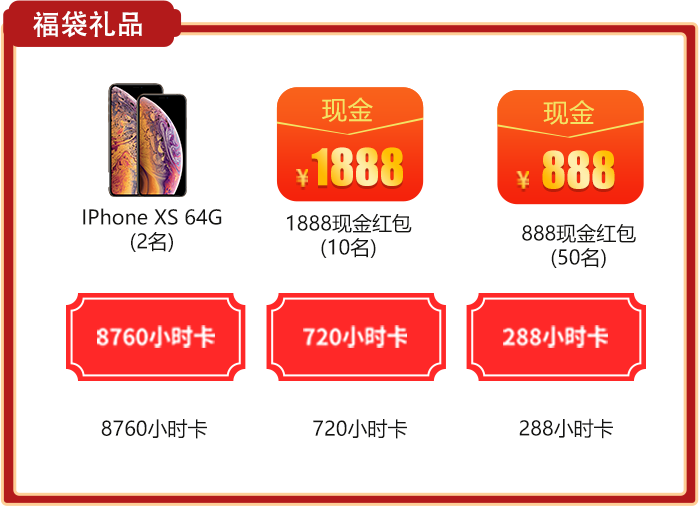 福袋礼品
现金
¥1888
现金
¥888
IPhone XS 64G
(2名)
1888现金红包
(10名)
888现金红包
(50名)
8760小时卡
720小时卡
288小时卡
8760小时卡
720小时卡
288小时卡